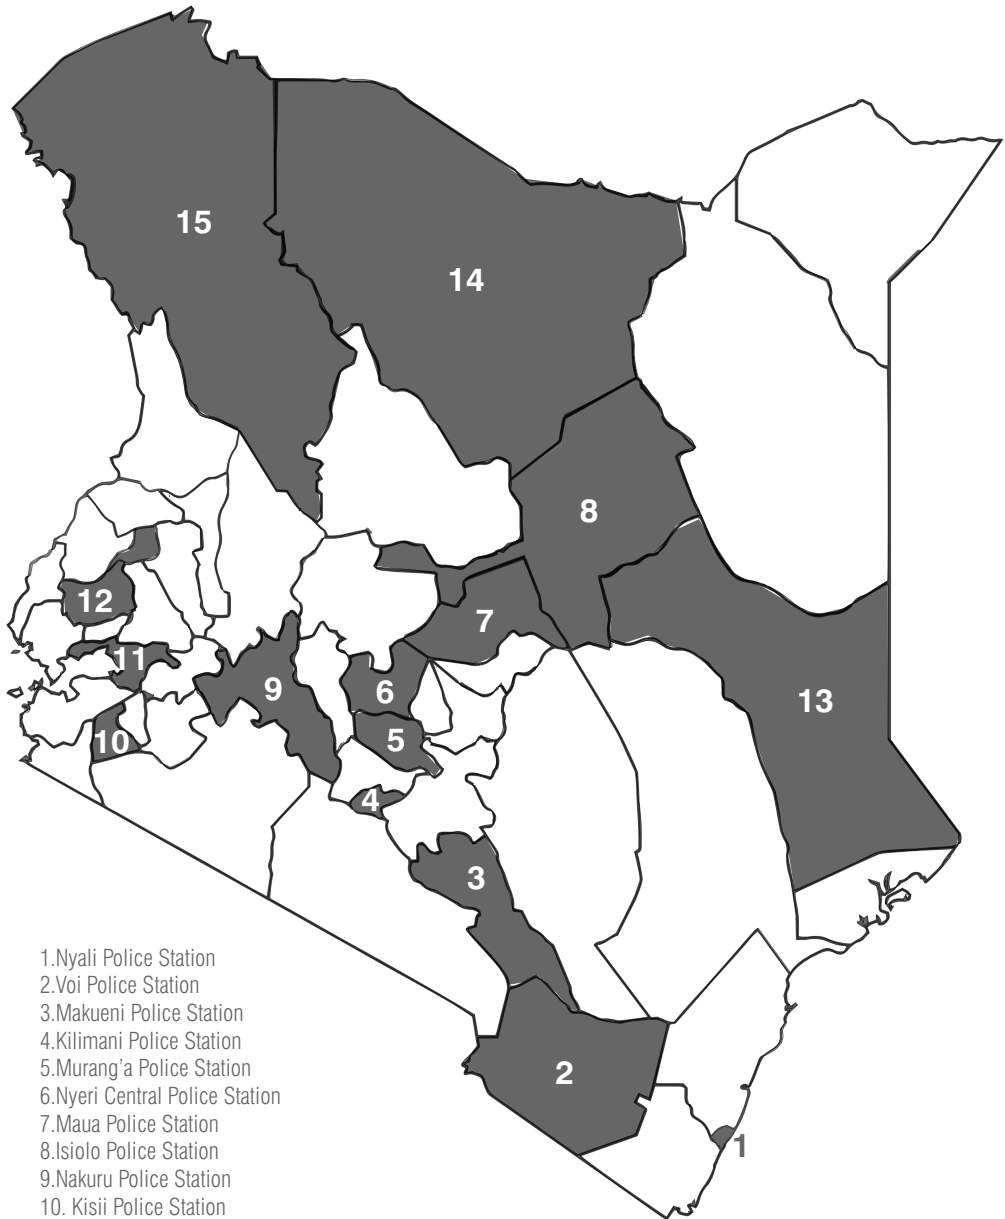 15
14
8
12
7
11
13
9
6
10
5
4
3
2
1
1.Nyali Police Station
2.Voi Police Station
3.Makueni Police Station
4.Kilimani Police Station
5.Murang’a Police Station
6.Nyeri Central Police Station
7.Maua Police Station
8.Isiolo Police Station
9.Nakuru Police Station
10. Kisii Police Station